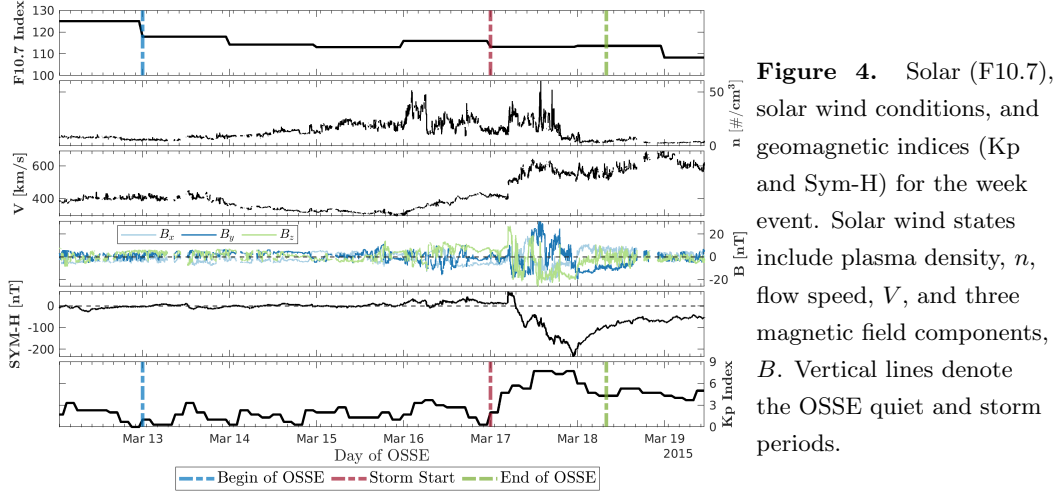 130
120
110
100
F10.7 Index
50
0
n [#/cm³]
600
400
V [km/s]
Bx By Bz
20
0
-20
B [nT]
0
-100
-200
SYM-H [nT]
9
6
3
0
Kp Index
Mar 13 Mar 14 Mar 15 Mar 16 Mar 17 Mar 18 Mar 19
2015
Day of OSSE
Begin of OSSE Storm Start End of OSSE
Figure 4. Solar (F10.7),
solar wind conditions, and
geomagnetic indices (Kp
and Sym-H) for the week
event. Solar wind states
include plasma density, n,
flow speed, V, and three
magnetic field components,
B. Vertical lines denote
the OSSE quiet and storm
periods.